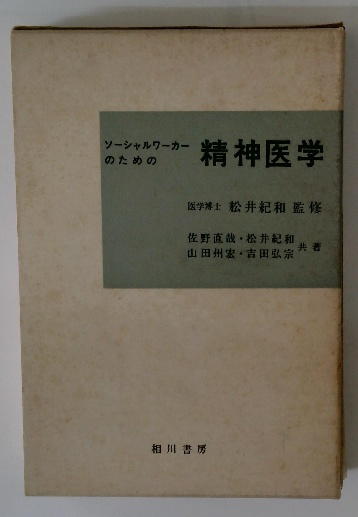 ソーシャルワーカー
のための
精神医学
医学博士 松井紀和 監修
佐野直哉・松井紀和
山田州宏・吉田弘宗
共著
相川書房